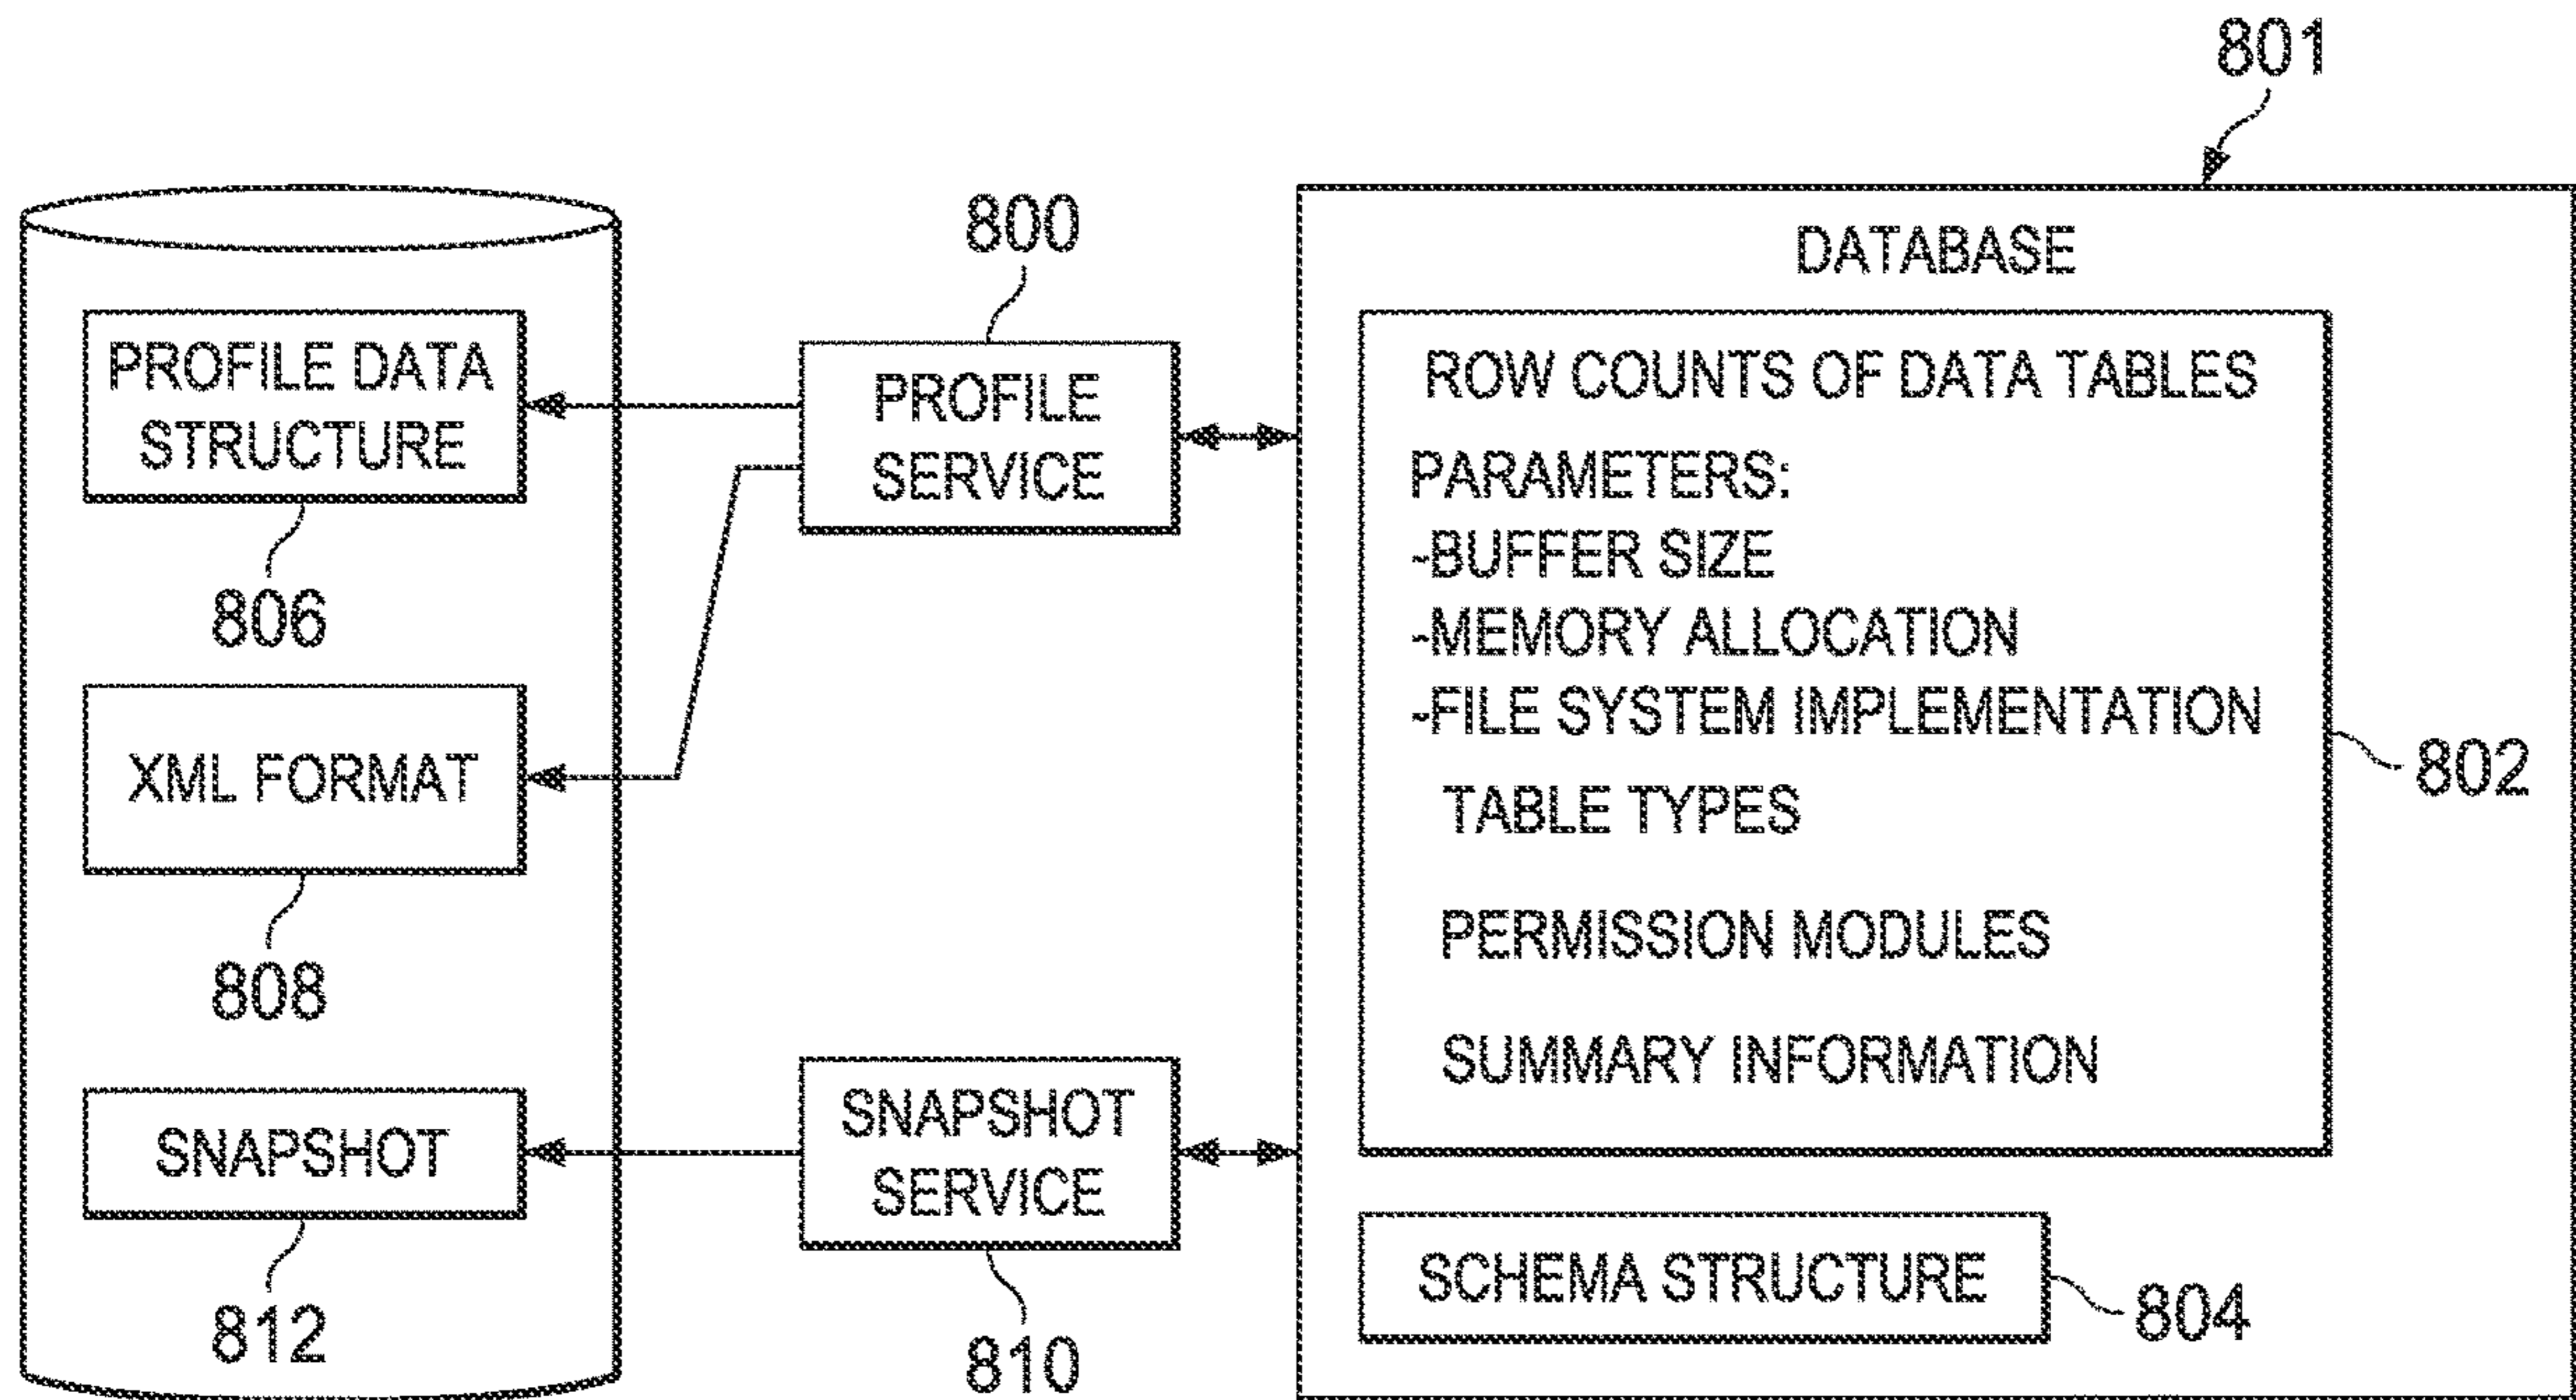 801
800
DATABASE
PROFILE DATA
STRUCTURE
806
PROFILE
SERVICE
ROW COUNTS OF DATA TABLES
PARAMETERS:
-BUFFER SIZE
-MEMORY ALLOCATION
-FILE SYSTEM IMPLEMENTATION
TABLE TYPES
PERMISSION MODULES
SUMMARY INFORMATION
802
XML FORMAT
808
SNAPSHOT
812
SNAPSHOT
SERVICE
810
SCHEMA STRUCTURE
804